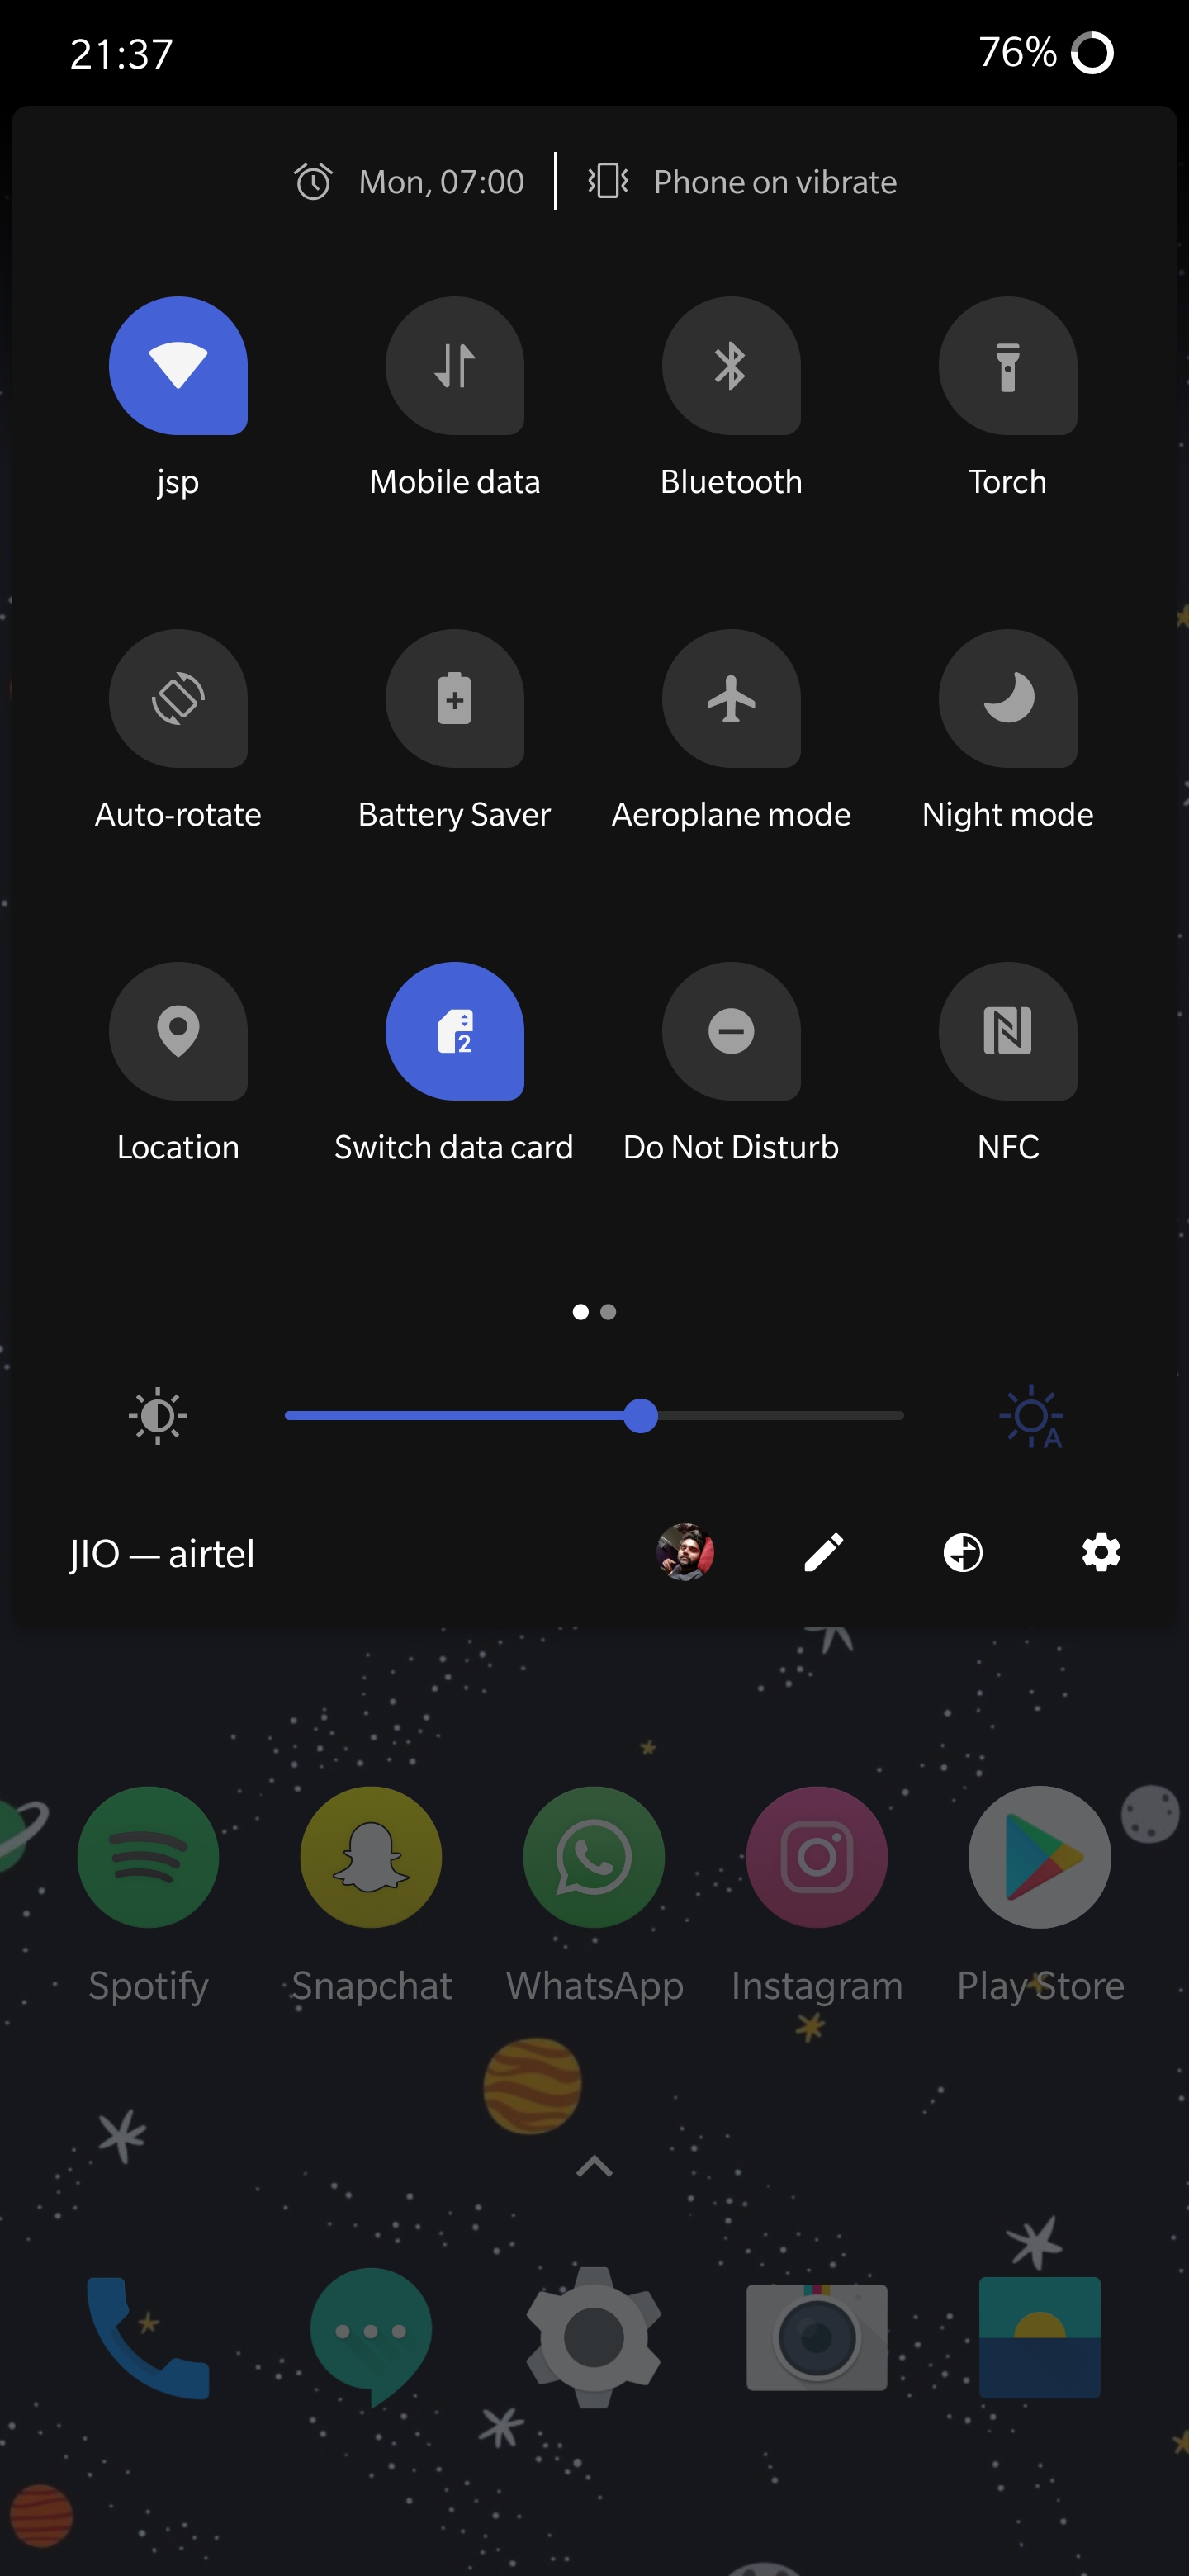 21:37 76%
Mon, 07:00 Phone on vibrate
jsp Mobile data Bluetooth Torch
Auto-rotate Battery Saver Aeroplane mode Night mode
2
Location Switch data card Do Not Disturb NFC
A
JIO — airtel
Spotify Snapchat WhatsApp Instagram Play Store